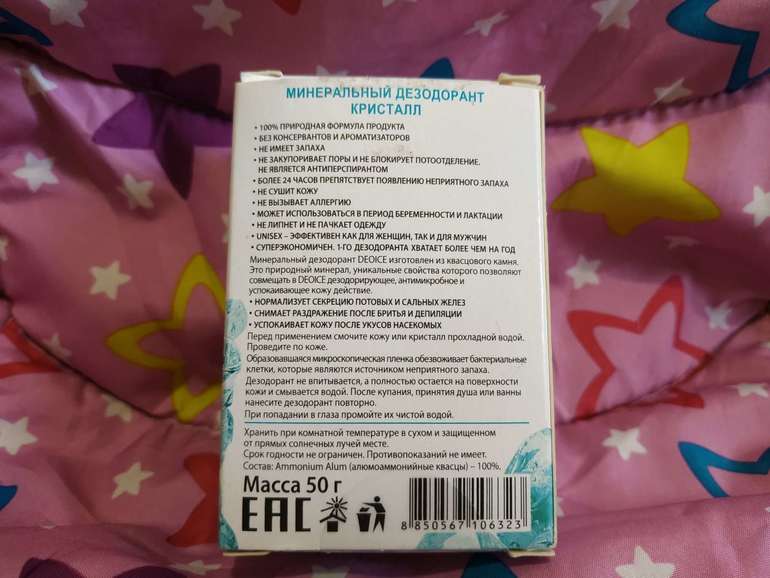 МИНЕРАЛЬНЫЙ ДЕЗОДОРАНТ
КРИСТАЛЛ
• 100% ПРИРОДНАЯ ФОРМУЛА ПРОДУКТА
• БЕЗ КОНСЕРВАНТОВ И АРОМАТИЗАТОРОВ
• НЕ ИМЕЕТ ЗАПАХА
• НЕ ЗАКУПОРИВАЕТ ПОРЫ И НЕ БЛОКИРУЕТ ПОТООТДЕЛЕНИЕ.
НЕ ЯВЛЯЕТСЯ АНТИПЕРСПИРАНТОМ
• БОЛЕЕ 24 ЧАСОВ ПРЕПЯТСТВУЕТ ПОЯВЛЕНИЮ НЕПРИЯТНОГО ЗАПАХА
• НЕ СУШИТ КОЖУ
• НЕ ВЫЗЫВАЕТ АЛЛЕРГИЮ
• МОЖЕТ ИСПОЛЬЗОВАТЬСЯ В ПЕРИОД БЕРЕМЕННОСТИ И ЛАКТАЦИИ
• НЕ ЛИПНЕТ И НЕ ПАЧКАЕТ ОДЕЖДУ
• UNISEX – ЭФФЕКТИВЕН КАК ДЛЯ ЖЕНЩИН, ТАК И ДЛЯ МУЖЧИН
• СУПЕРЭКОНОМИЧЕН. 1-ГО ДЕЗОДОРАНТА ХВАТАЕТ БОЛЕЕ ЧЕМ НА ГОД
Минеральный дезодорант DEOICE изготовлен из квасцового камня.
Это природный минерал, уникальные свойства которого позволяют
совмещать в DEOICE дезодорирующее, антимикробное и
успокаивающее кожу действие.
• НОРМАЛИЗУЕТ СЕКРЕЦИЮ ПОТОВЫХ И САЛЬНЫХ ЖЕЛЕЗ
• СНИМАЕТ РАЗДРАЖЕНИЕ ПОСЛЕ БРИТЬЯ И ДЕПИЛЯЦИИ
• УСПОКАИВАЕТ КОЖУ ПОСЛЕ УКУСОВ НАСЕКОМЫХ
Перед применением смочите кожу или кристалл прохладной водой.
Проведите по коже.
Образовавшаяся микроскопическая пленка обезвоживает бактериальные
клетки, которые являются источником неприятного запаха.
Дезодорант не впитывается, а полностью остается на поверхности
кожи и смывается водой. После купания, принятия душа или ванны
нанесите дезодорант повторно.
При попадании в глаза промойте их чистой водой.
Хранить при комнатной температуре в сухом и защищенном
от прямых солнечных лучей месте.
Срок годности не ограничен. Противопоказаний не имеет.
Состав: Ammonium Alum (алюмоаммонийные квасцы) – 100%.
Масса 50 г
EAC
8 850567 106323